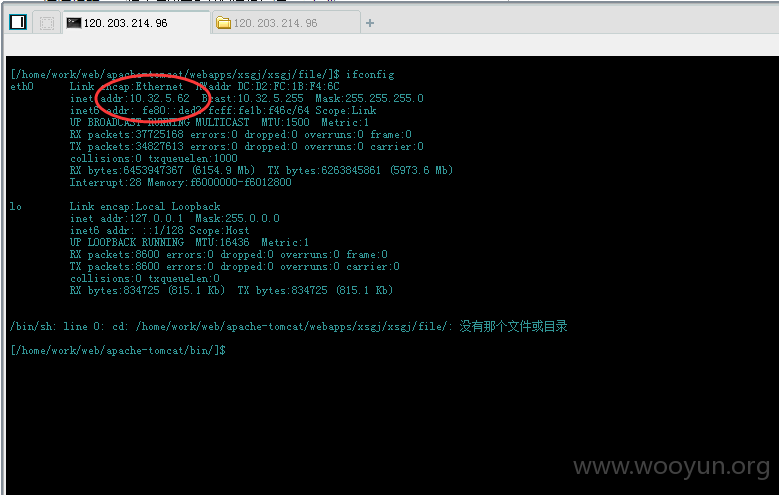 120.203.214.96
120.203.214.96
[/home/work/web/apache-tomcat/webapps/xsgj/xsgj/file/]$ ifconfig
eth0 Link encap:Ethernet HWaddr DC:D2:FC:1B:F4:6C
inet addr:10.32.5.62 Bcast:10.32.5.255 Mask:255.255.255.0
inet6 addr: fe80::ded2:fcff:fe1b:f46c/64 Scope:Link
UP BROADCAST RUNNING MULTICAST MTU:1500 Metric:1
RX packets:37725168 errors:0 dropped:0 overruns:0 frame:0
TX packets:34827613 errors:0 dropped:0 overruns:0 carrier:0
collisions:0 txqueuelen:1000
RX bytes:6453947367 (6154.9 Mb) TX bytes:6263845861 (5973.6 Mb)
Interrupt:28 Memory:f6000000-f6012800
lo Link encap:Local Loopback
inet addr:127.0.0.1 Mask:255.0.0.0
inet6 addr: ::1/128 Scope:Host
UP LOOPBACK RUNNING MTU:16436 Metric:1
RX packets:8600 errors:0 dropped:0 overruns:0 frame:0
TX packets:8600 errors:0 dropped:0 overruns:0 carrier:0
collisions:0 txqueuelen:0
RX bytes:834725 (815.1 Kb) TX bytes:834725 (815.1 Kb)
/bin/sh: line 0: cd: /home/work/web/apache-tomcat/webapps/xsgj/xsgj/file/: 没有那个文件或目录
[/home/work/web/apache-tomcat/bin/]$
www.wooyun.org